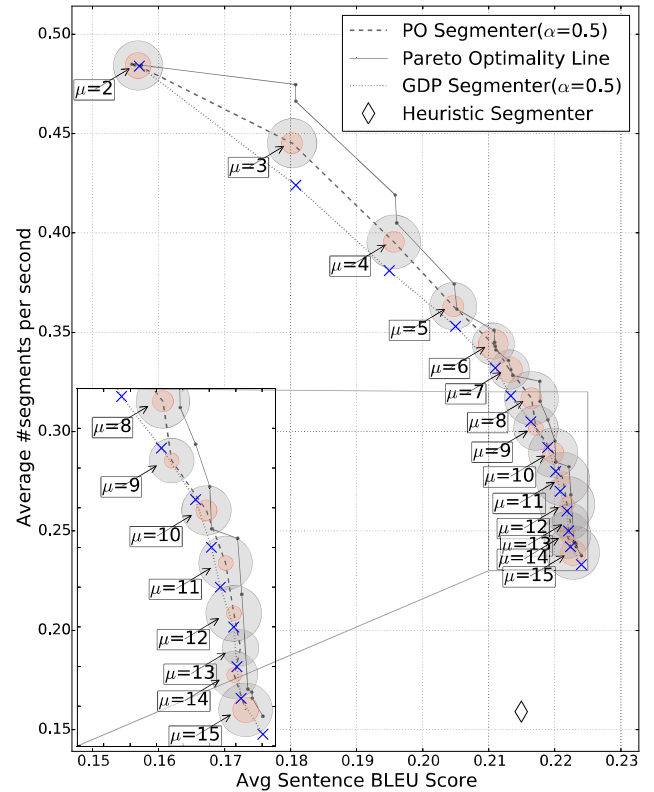 PO Segmenter(α=0.5)
Pareto Optimality Line
GDP Segmenter(α=0.5)
Heuristic Segmenter
Average #segments per second
0.50
0.45
0.40
0.35
0.30
0.25
0.20
0.15
μ=2
μ=3
μ=4
μ=5
μ=6
μ=7
μ=8
μ=9
μ=10
μ=11
μ=12
μ=13
μ=14
μ=15
μ=8
μ=9
μ=10
μ=11
μ=12
μ=13
μ=14
μ=15
0.15 0.16 0.17 0.18 0.19 0.20 0.21 0.22 0.23
Avg Sentence BLEU Score